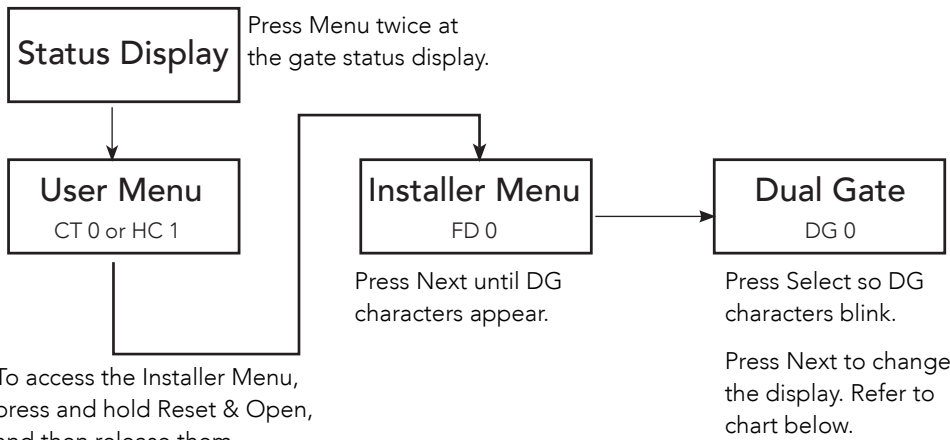 Status Display
Press Menu twice at
the gate status display.
User Menu
CT 0 or HC 1
To access the Installer Menu,
press and hold Reset & Open,
and then release them.
Installer Menu
FD 0
Press Next until DG
characters appear.
Dual Gate
DG 0
Press Select so DG
characters blink.
Press Next to change
the display. Refer to
chart below.